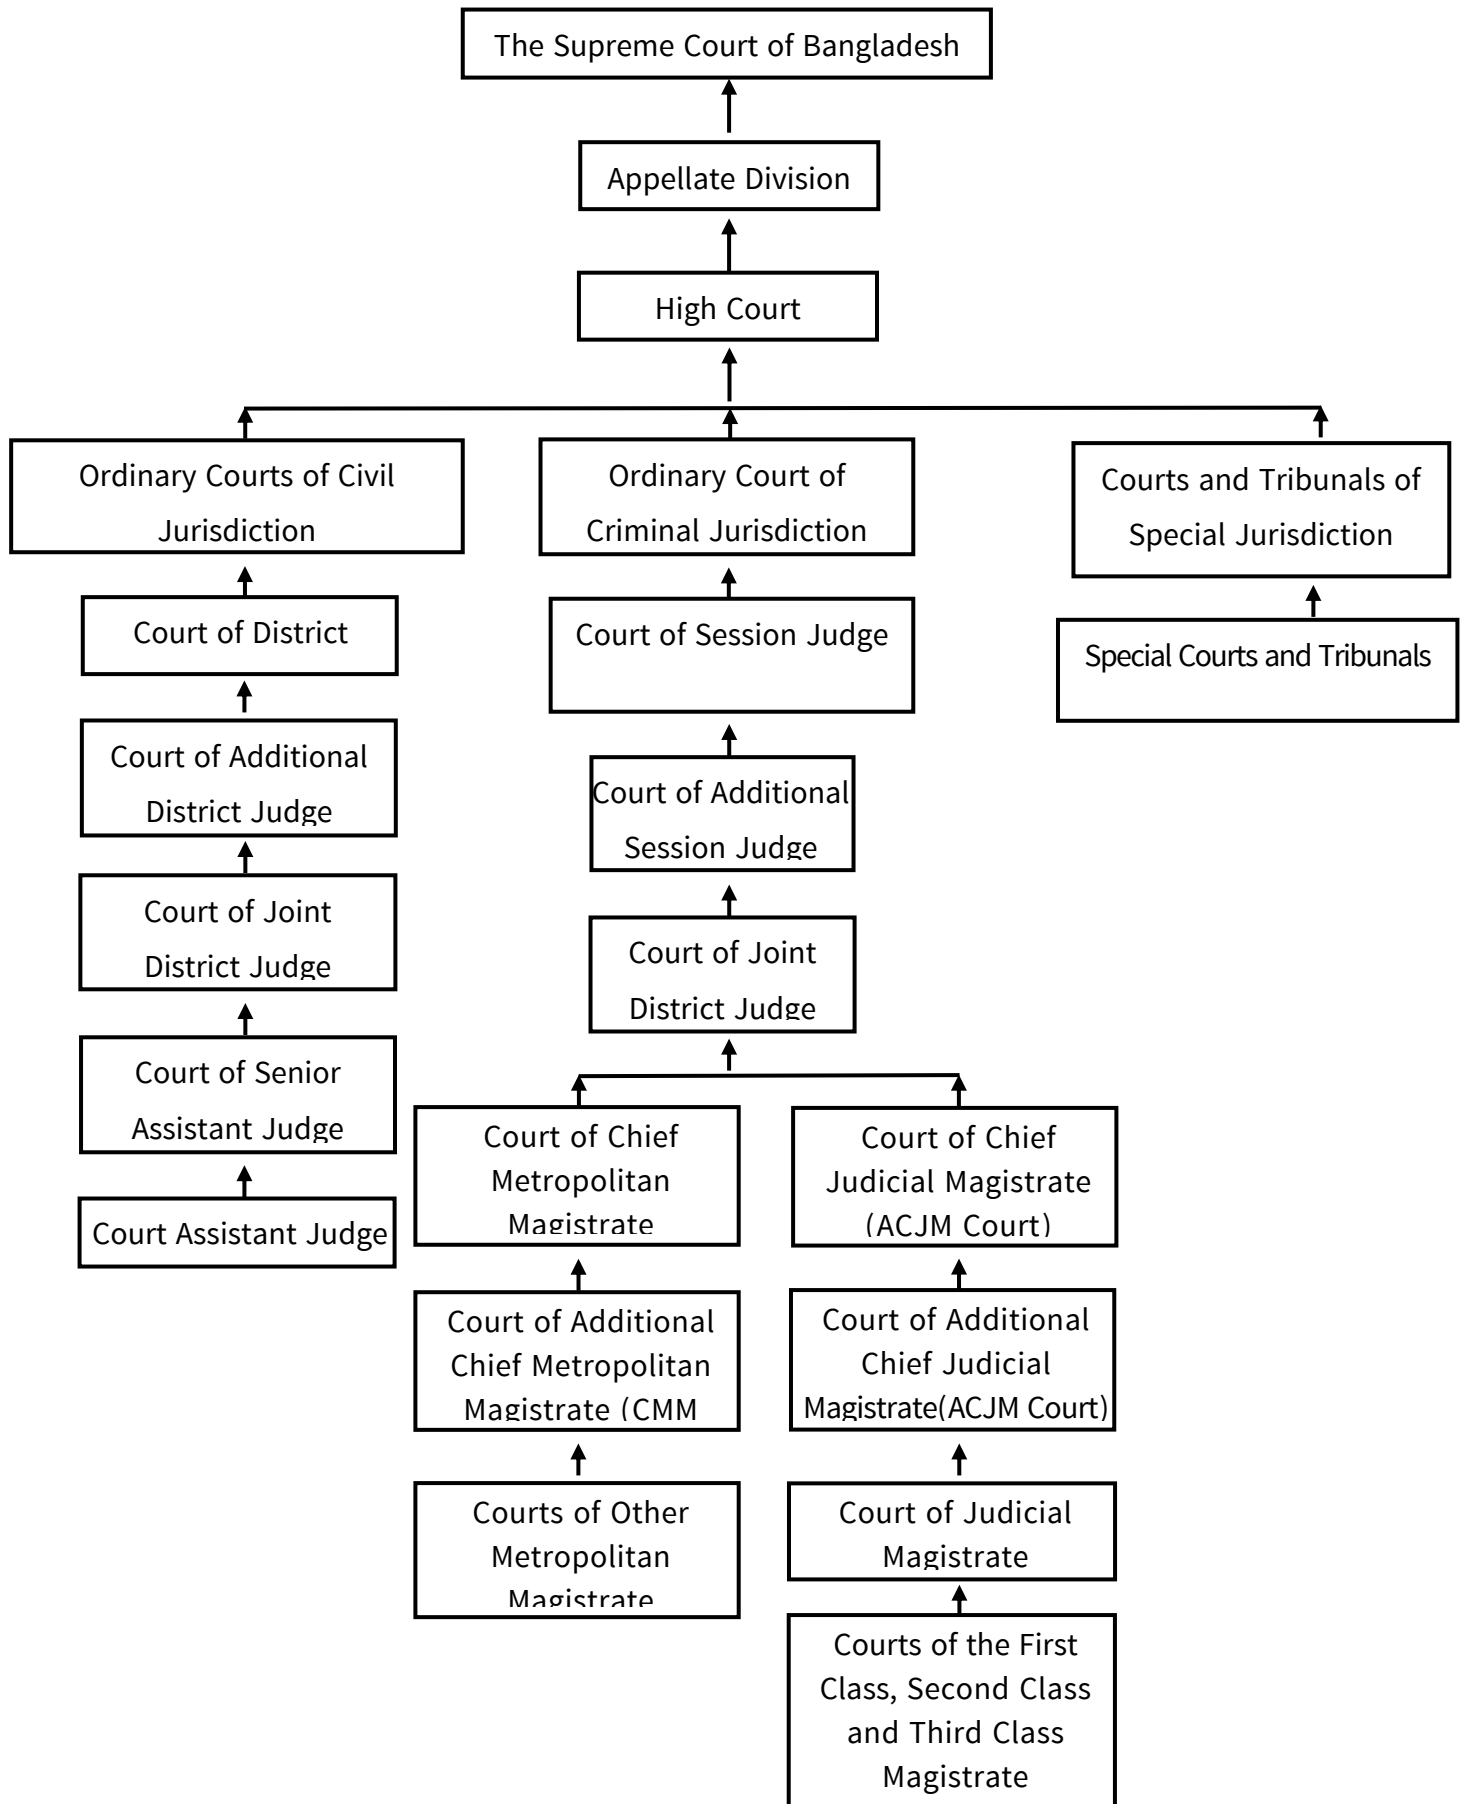 The Supreme Court of Bangladesh
Appellate Division
High Court
Ordinary Courts of Civil
Jurisdiction
Ordinary Court of
Criminal Jurisdiction
Courts and Tribunals of
Special Jurisdiction
Court of District
Court of Session Judge
Special Courts and Tribunals
Court of Additional
District Judge
Court of Additional
Session Judge
Court of Joint
District Judge
Court of Joint
District Judge
Court of Senior
Assistant Judge
Court of Chief
Metropolitan
Magistrate
Court of Chief
Judicial Magistrate
(ACJM Court)
Court Assistant Judge
Court of Additional
Chief Metropolitan
Magistrate (CMM
Court of Additional
Chief Judicial
Magistrate(ACJM Court)
Courts of Other
Metropolitan
Magistrate
Court of Judicial
Magistrate
Courts of the First
Class, Second Class
and Third Class
Magistrate